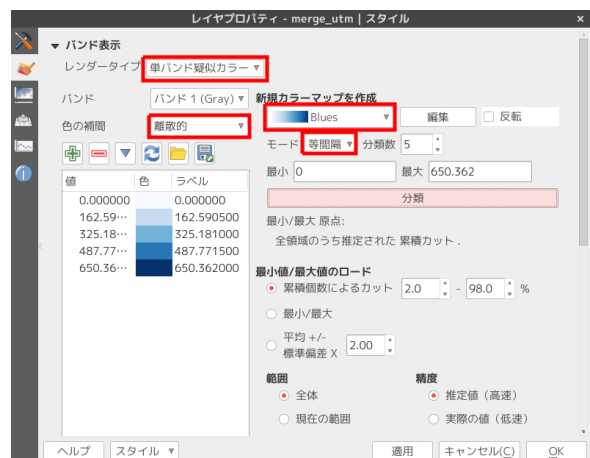 レイヤプロパティ - merge_utm | スタイル
バンド表示
レンダータイプ 単バンド疑似カラー
バンド バンド 1 (Gray)
色の補間 離散的
値 色 ラベル
0.000000 0.000000
162.59… 162.590500
325.18… 325.181000
487.77… 487.771500
650.36… 650.362000
新規カラーマップを作成
Blues 編集 反転
モード 等間隔 分類数 5
最小 0 最大 650.362
分類
最小/最大 原点:
全領域のうち推定された 累積カット .
最小値/最大値のロード
累積個数によるカット 2.0 - 98.0 %
最小/最大
平均 +/-
標準偏差 X 2.00
範囲 精度
全体 推定値（高速）
現在の範囲 実際の値（低速）
ヘルプ スタイル 適用 キャンセル(C) OK